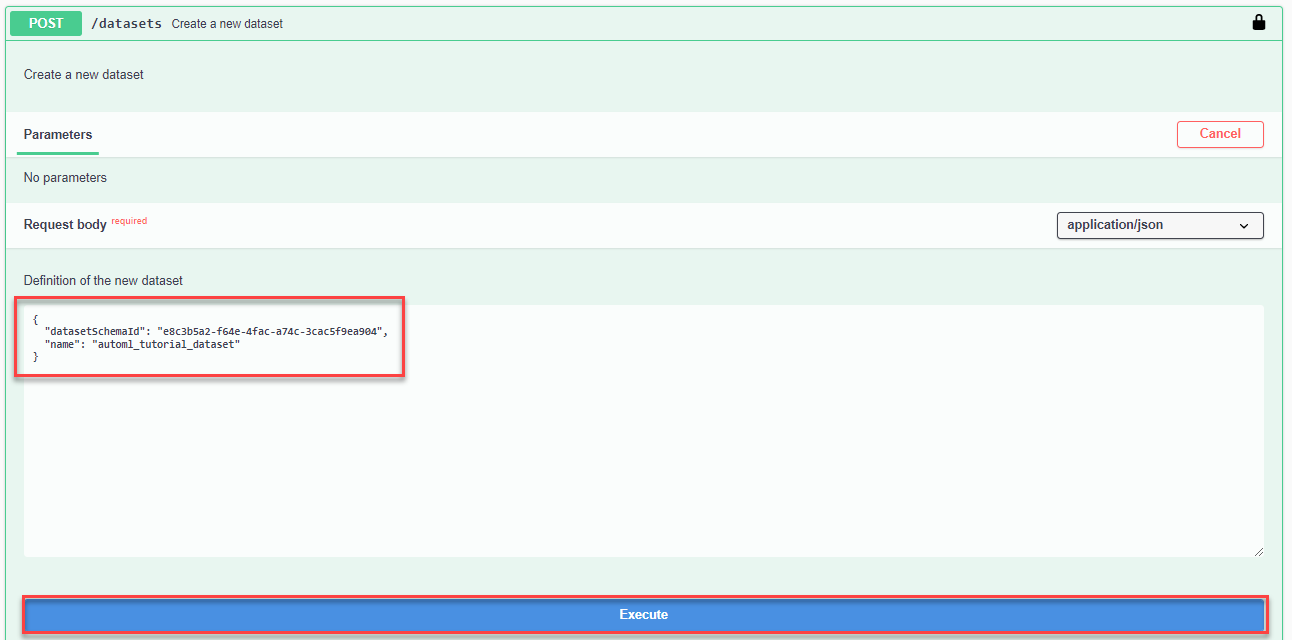 POST /datasets Create a new dataset
Create a new dataset
Parameters
Cancel
No parameters
Request body required
application/json
Definition of the new dataset
{
"datasetSchemaId": "e8c3b5a2-f64e-4fac-a74c-3cac5f9ea904",
"name": "automl_tutorial_dataset"
}
Execute